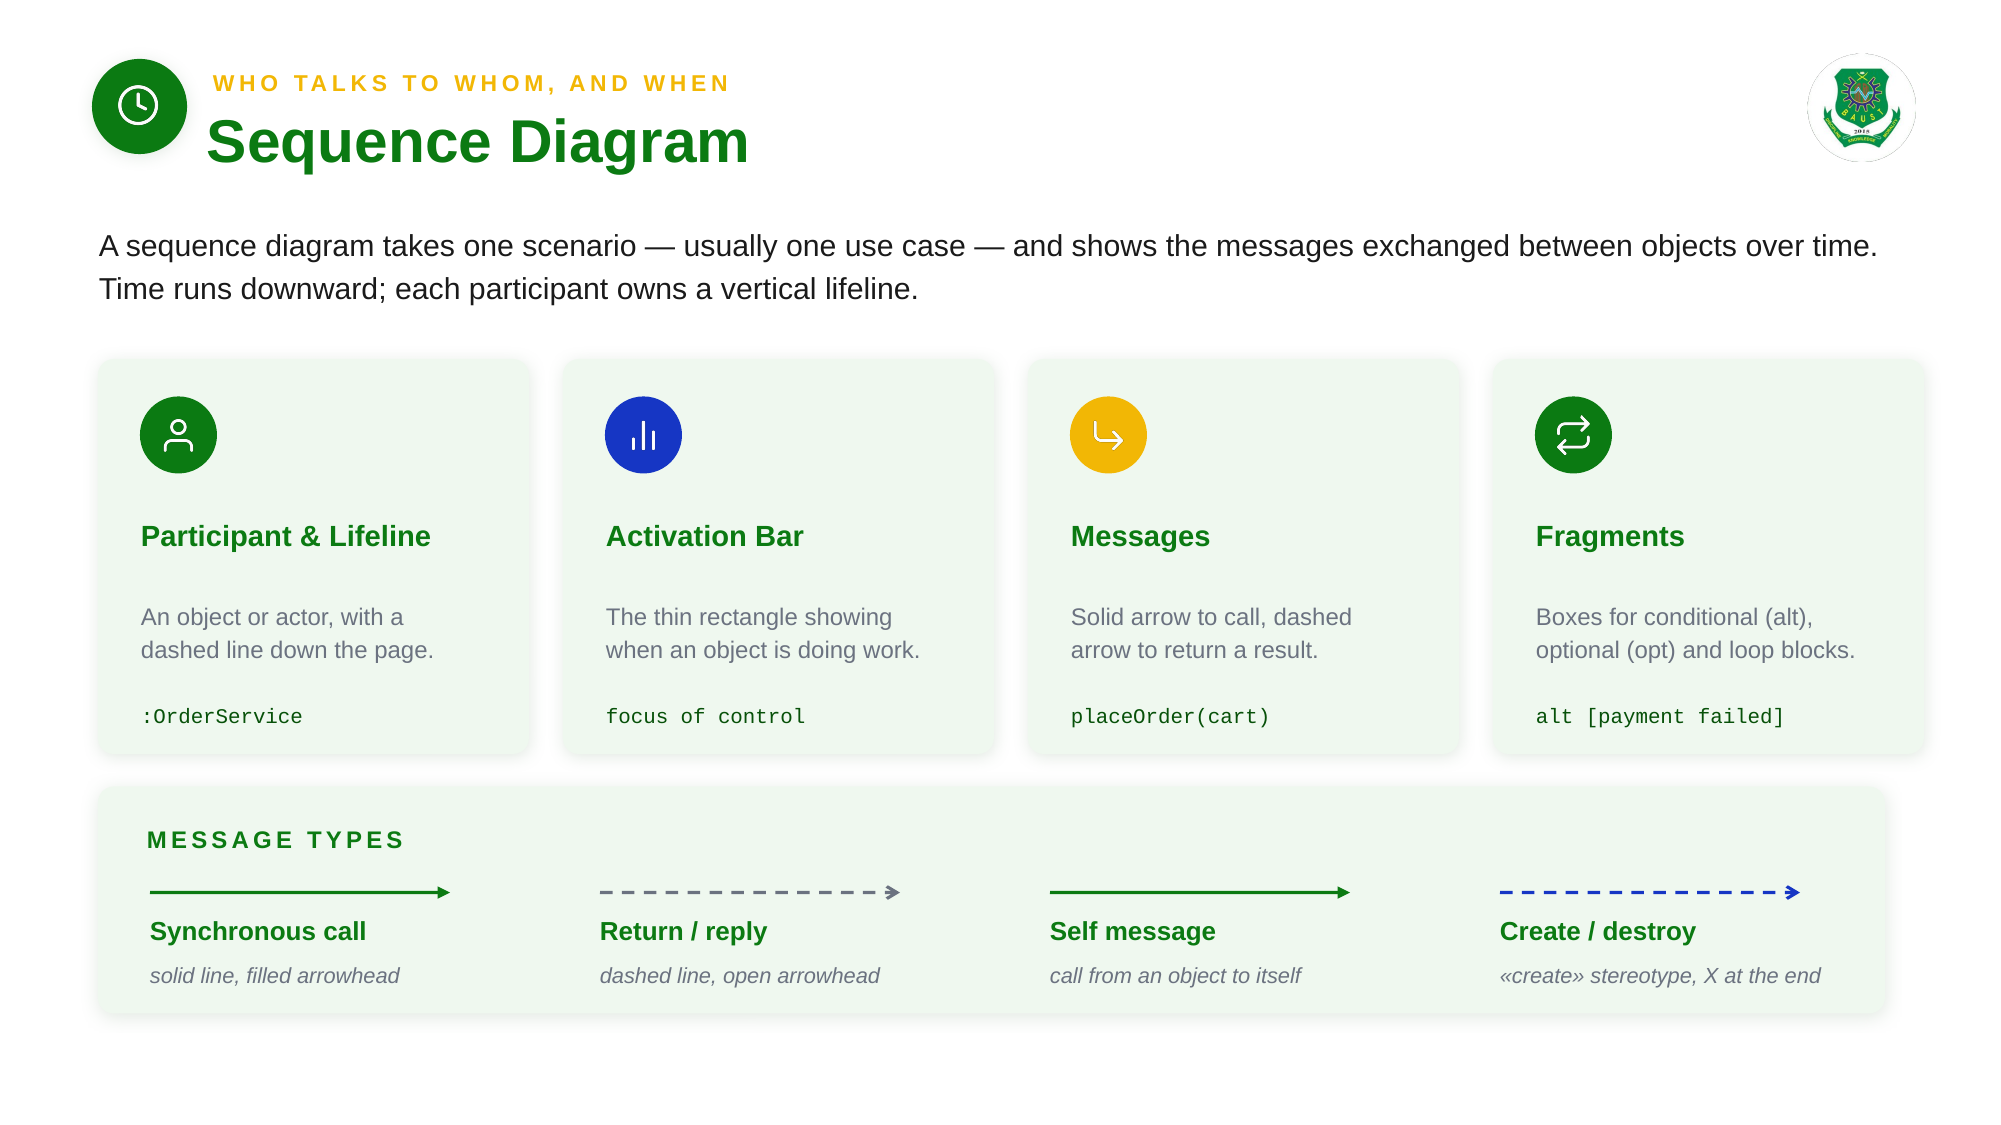 WHO TALKS TO WHOM, AND WHEN
Sequence Diagram
BAUST
2015
KNOWLEDGE
A sequence diagram takes one scenario — usually one use case — and shows the messages exchanged between objects over time.
Time runs downward; each participant owns a vertical lifeline.
Participant & Lifeline
An object or actor, with a
dashed line down the page.
:OrderService
Activation Bar
The thin rectangle showing
when an object is doing work.
focus of control
Messages
Solid arrow to call, dashed
arrow to return a result.
placeOrder(cart)
Fragments
Boxes for conditional (alt),
optional (opt) and loop blocks.
alt [payment failed]
MESSAGE TYPES
Synchronous call
solid line, filled arrowhead
Return / reply
dashed line, open arrowhead
Self message
call from an object to itself
Create / destroy
«create» stereotype, X at the end